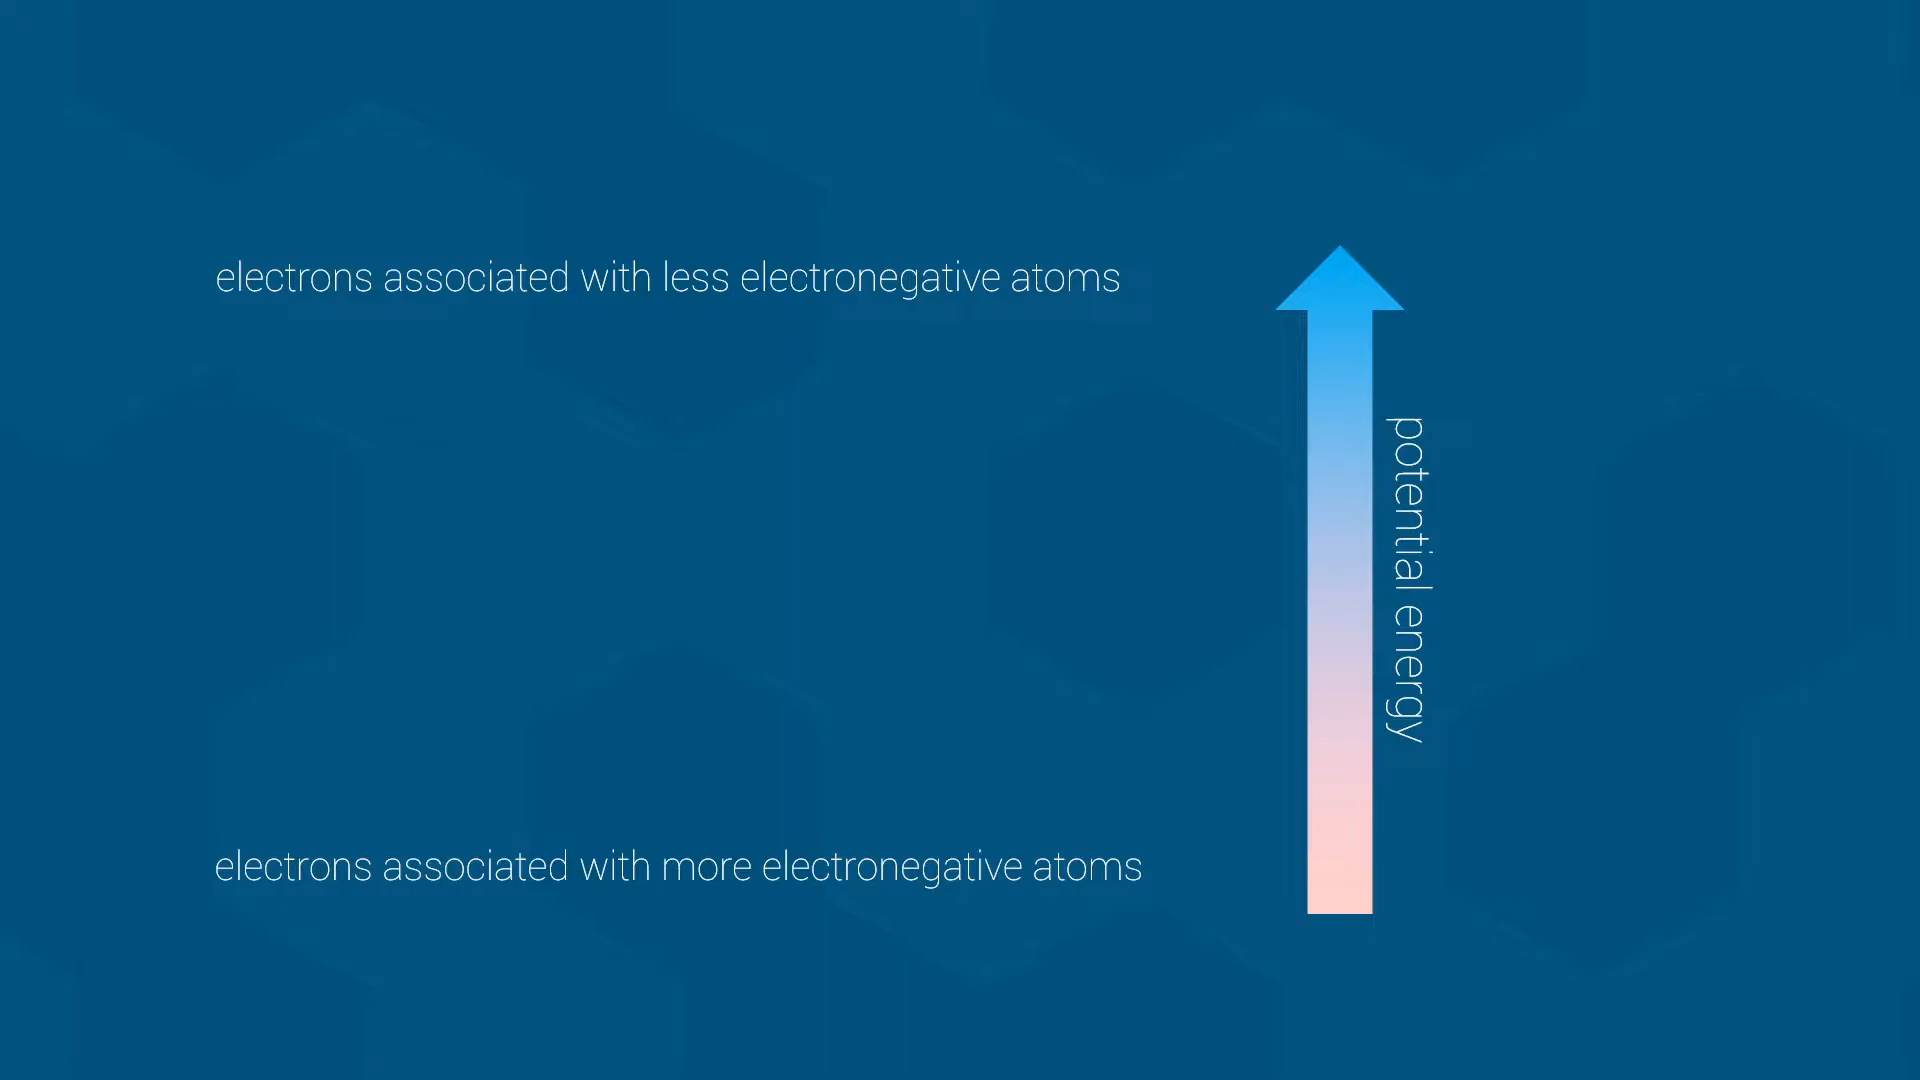 electrons associated with less electronegative atoms
potential energy
electrons associated with more electronegative atoms